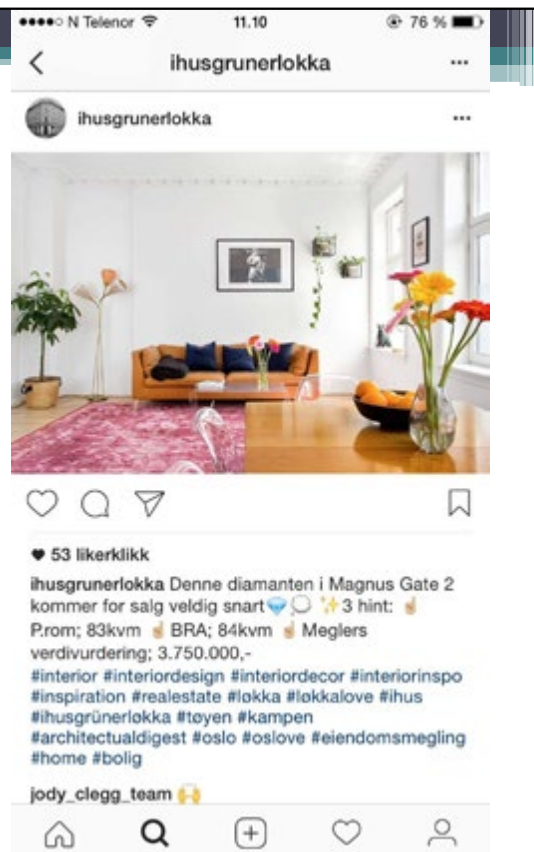 N Telenor 11.10 76 %
ihusgrunerlokka
ihusgrunerlokka
53 likerklikk
ihusgrunerlokka Denne diamanten i Magnus Gate 2
kommer for salg veldig snart💎💭 ✨3 hint: ☝🏼
P.rom; 83kvm ☝🏼 BRA; 84kvm ☝🏼 Meglers
verdivurdering; 3.750.000,-
#interior #interiordesign #interiordecor #interiorinspo
#inspiration #realestate #løkka #løkkalove #ihus
#ihusgrünerløkka #tøyen #kampen
#architectualdigest #oslo #oslove #eiendomsmegling
#home #bolig
jody_clegg_team 🙌